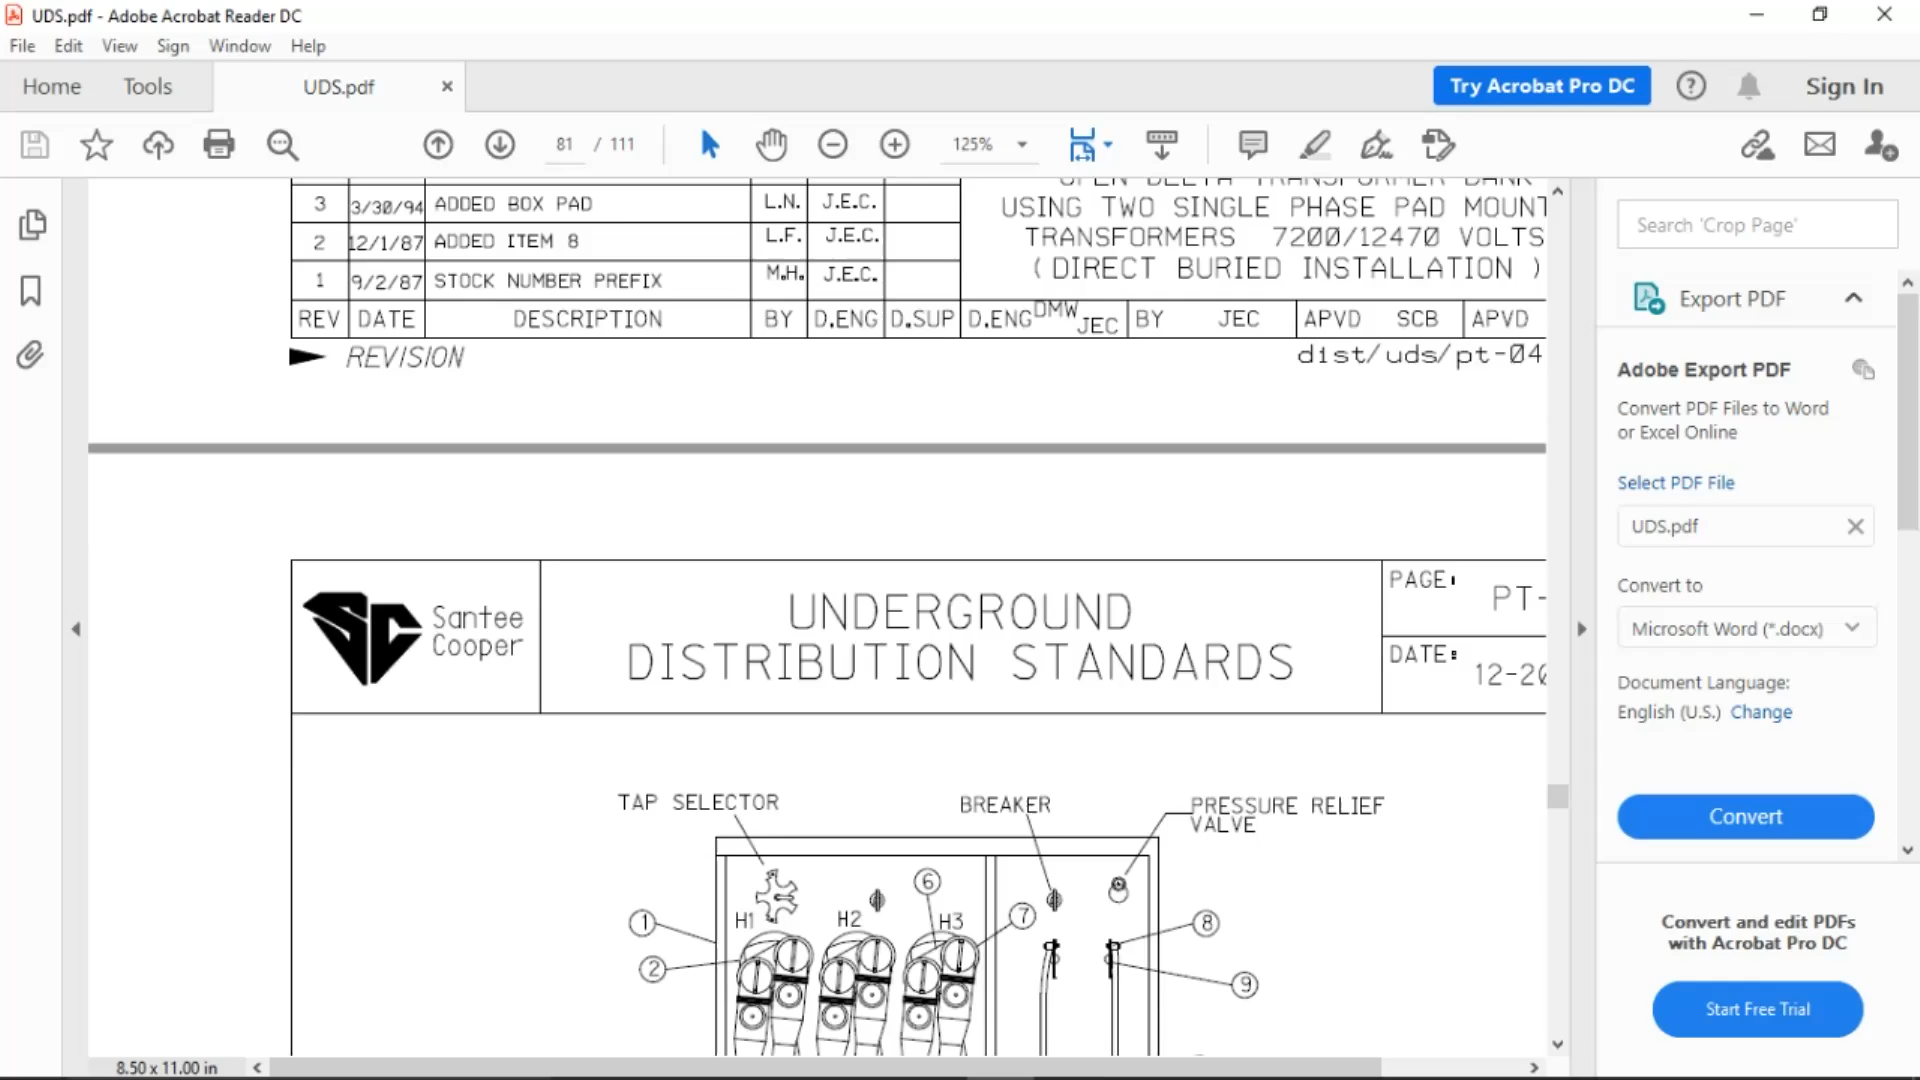 UDS.pdf - Adobe Acrobat Reader DC
File Edit View Sign Window Help
Home Tools UDS.pdf
Try Acrobat Pro DC
Sign In
81 / 111
125%
OPEN DELTA TRANSFORMER BANK
3 3/30/94 ADDED BOX PAD L.N. J.E.C.
USING TWO SINGLE PHASE PAD MOUNT
2 12/1/87 ADDED ITEM 8 L.F. J.E.C.
TRANSFORMERS 7200/12470 VOLTS
1 9/2/87 STOCK NUMBER PREFIX M.H. J.E.C.
( DIRECT BURIED INSTALLATION )
REV DATE DESCRIPTION BY D.ENG D.SUP D.ENG DMW JEC BY JEC APVD SCB APVD
REVISION
dist/uds/pt-04
Santee
Cooper
UNDERGROUND
DISTRIBUTION STANDARDS
PAGE: PT-
DATE: 12-20
TAP SELECTOR
BREAKER
PRESSURE RELIEF
VALVE
H1 H2 H3
1
2
6
7
8
9
8.50 x 11.00 in
Search 'Crop Page'
Export PDF
Adobe Export PDF
Convert PDF Files to Word
or Excel Online
Select PDF File
UDS.pdf
Convert to
Microsoft Word (*.docx)
Document Language:
English (U.S.) Change
Convert
Convert and edit PDFs
with Acrobat Pro DC
Start Free Trial